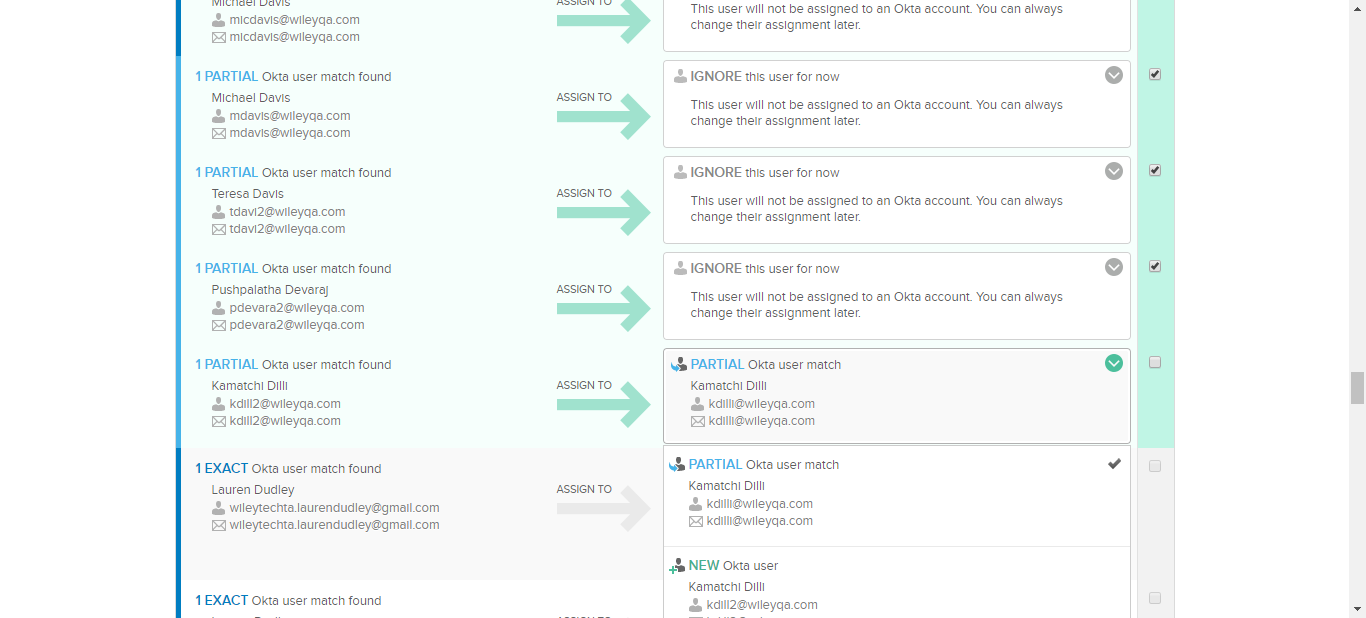 Michael Davis
ASSIGN TO
micdavis@wileyqa.com
micdavis@wileyqa.com
This user will not be assigned to an Okta account. You can always
change their assignment later.
1 PARTIAL Okta user match found
Michael Davis
mdavis@wileyqa.com
mdavis@wileyqa.com
ASSIGN TO
IGNORE this user for now
This user will not be assigned to an Okta account. You can always
change their assignment later.
1 PARTIAL Okta user match found
Teresa Davis
tdavi2@wileyqa.com
tdavi2@wileyqa.com
ASSIGN TO
IGNORE this user for now
This user will not be assigned to an Okta account. You can always
change their assignment later.
1 PARTIAL Okta user match found
Pushpalatha Devaraj
pdevara2@wileyqa.com
pdevara2@wileyqa.com
ASSIGN TO
IGNORE this user for now
This user will not be assigned to an Okta account. You can always
change their assignment later.
1 PARTIAL Okta user match found
Kamatchi Dilli
kdill2@wileyqa.com
kdill2@wileyqa.com
ASSIGN TO
PARTIAL Okta user match
Kamatchi Dilli
kdilli@wileyqa.com
kdilli@wileyqa.com
1 EXACT Okta user match found
Lauren Dudley
wileytechta.laurendudley@gmail.com
wileytechta.laurendudley@gmail.com
ASSIGN TO
PARTIAL Okta user match
Kamatchi Dilli
kdilli@wileyqa.com
kdilli@wileyqa.com
NEW Okta user
Kamatchi Dilli
kdill2@wileyqa.com
1 EXACT Okta user match found